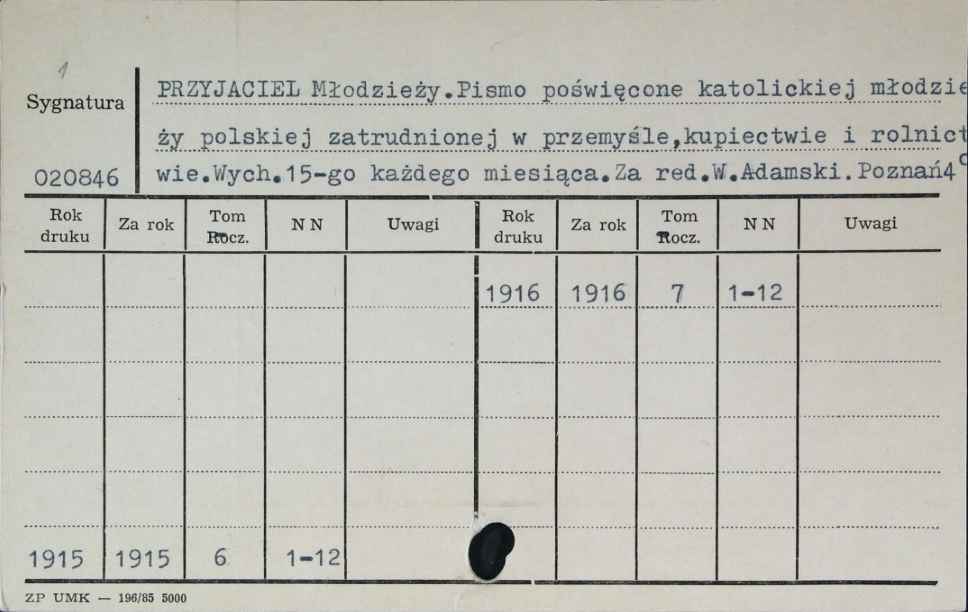 1
Sygnatura
020846
PRZYJACIEL Młodzieży.Pismo poświęcone katolickiej młodzie
ży polskiej zatrudnionej w przemyśle,kupiectwie i rolnict
wie.Wych.15-go każdego miesiąca.Za red.W.Adamski.Poznań4°
Rok druku Za rok Tom Rocz. N N Uwagi Rok druku Za rok Tom Rocz. N N Uwagi
1916 1916 7 1-12
1915 1915 6 1-12
ZP UMK — 196/85 5000